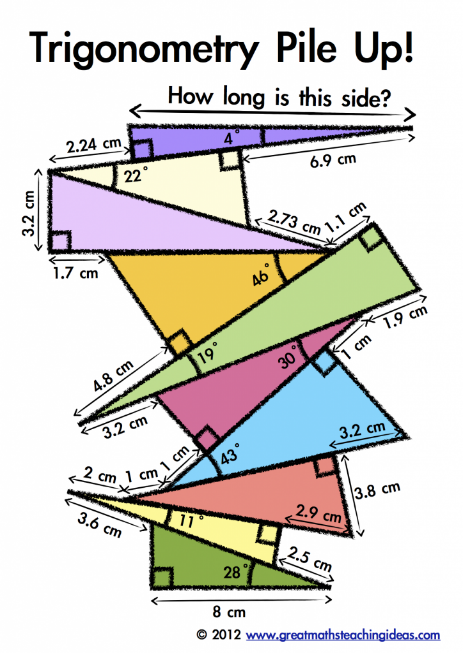 Trigonometry Pile Up!
How long is this side?
2.24 cm
4°
6.9 cm
22°
3.2 cm
2.73 cm
1.1 cm
1.7 cm
46°
1.9 cm
19°
30°
1 cm
4.8 cm
3.2 cm
3.2 cm
1 cm
43°
2 cm
1 cm
3.8 cm
3.6 cm
11°
2.9 cm
2.5 cm
28°
8 cm
© 2012 www.greatmathsteachingideas.com